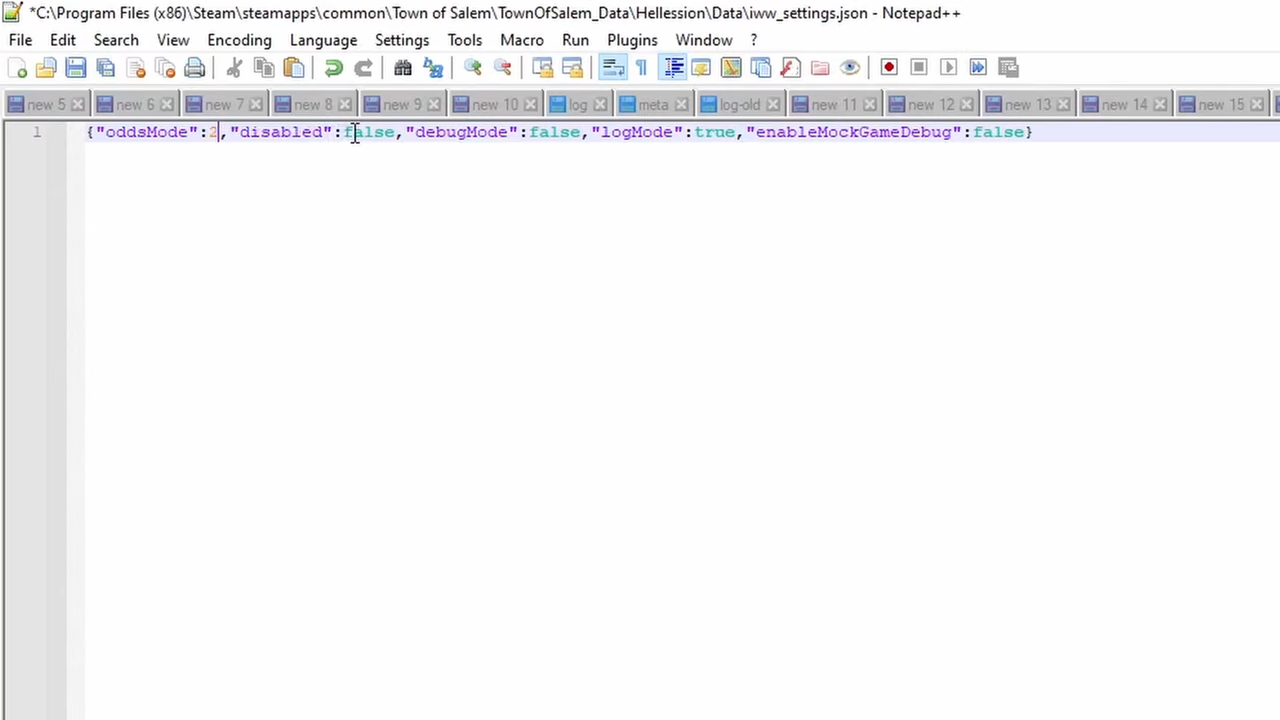 *C:\Program Files (x86)\Steam\steamapps\common\Town of Salem\TownOfSalem_Data\Hellession\Data\iww_settings.json - Notepad++
File Edit Search View Encoding Language Settings Tools Macro Run Plugins Window ?
new 5 new 6 new 7 new 8 new 9 new 10 log meta log-old new 11 new 12 new 13 new 14 new 15
1 {"oddsMode":2,"disabled":false,"debugMode":false,"logMode":true,"enableMockGameDebug":false}